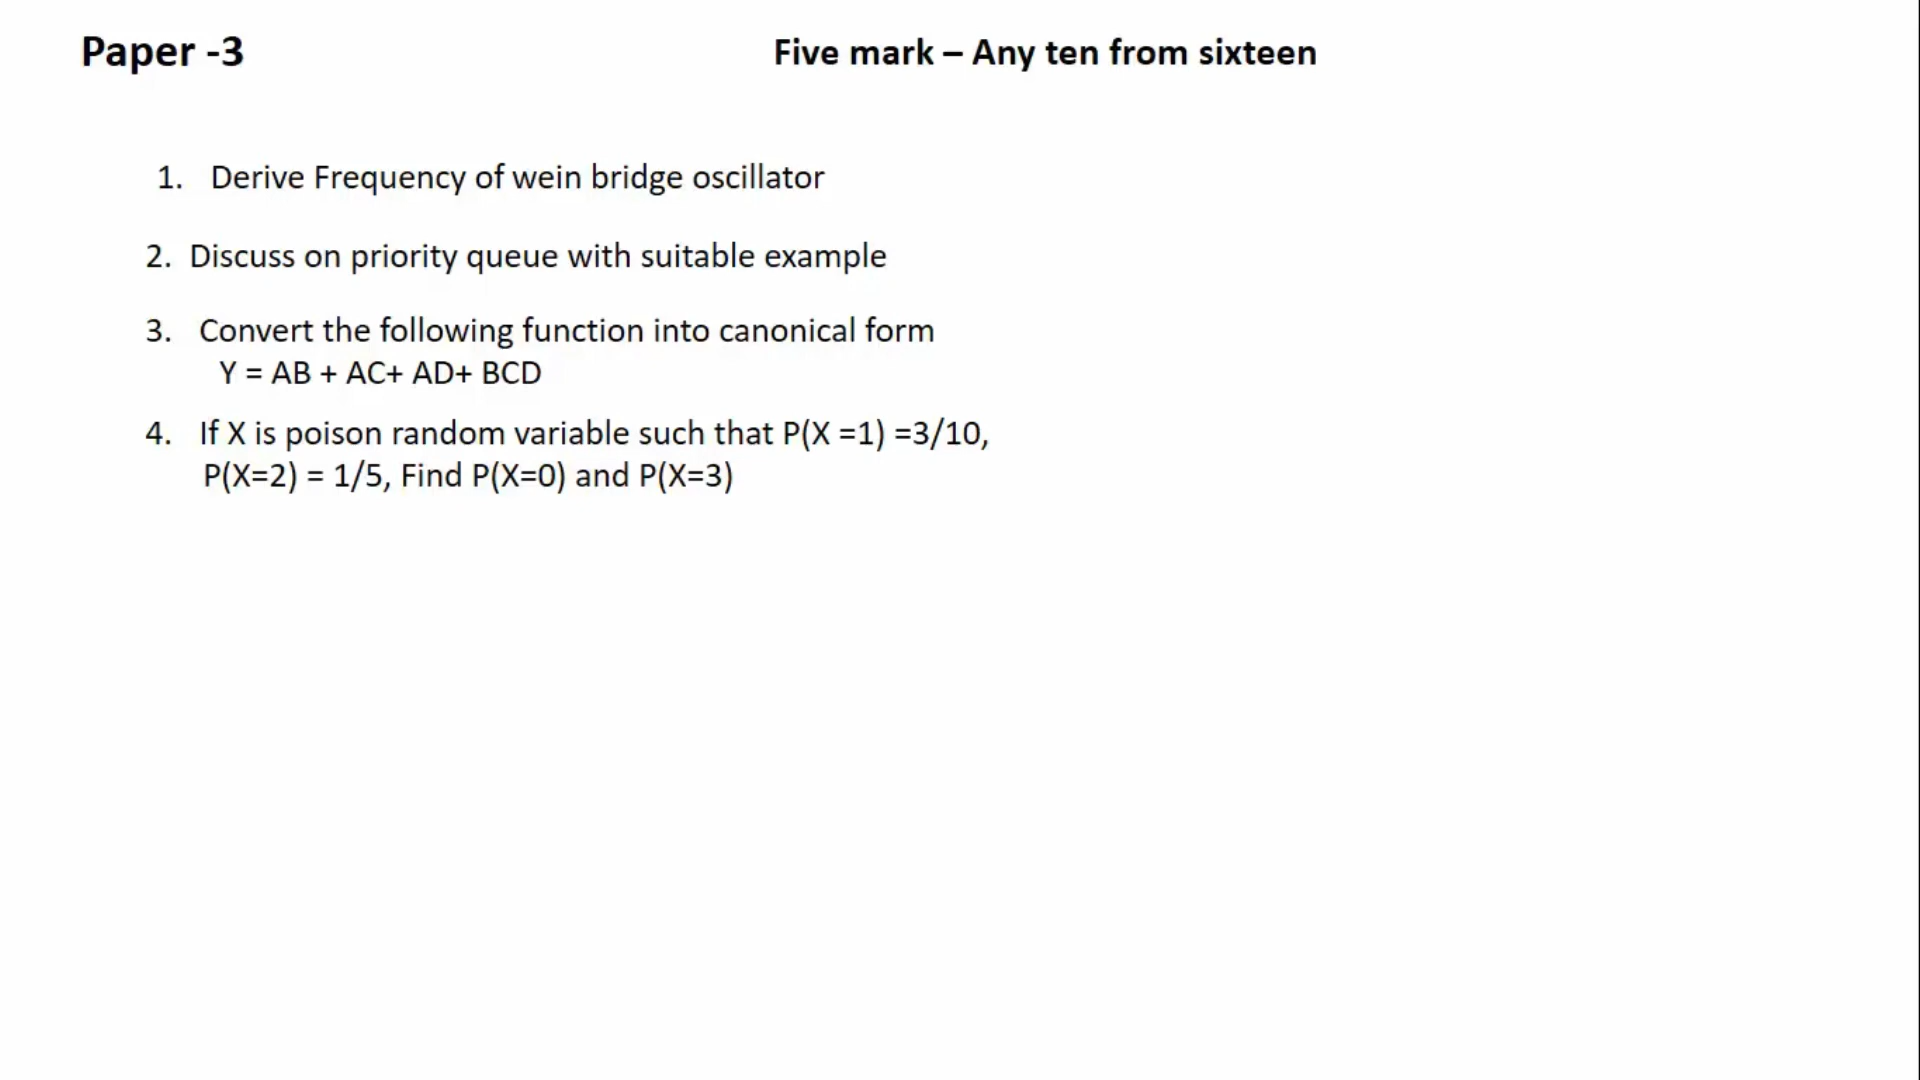 Paper -3
Five mark – Any ten from sixteen
1. Derive Frequency of wein bridge oscillator
2. Discuss on priority queue with suitable example
3. Convert the following function into canonical form
Y = AB + AC+ AD+ BCD
4. If X is poison random variable such that P(X =1) =3/10,
P(X=2) = 1/5, Find P(X=0) and P(X=3)